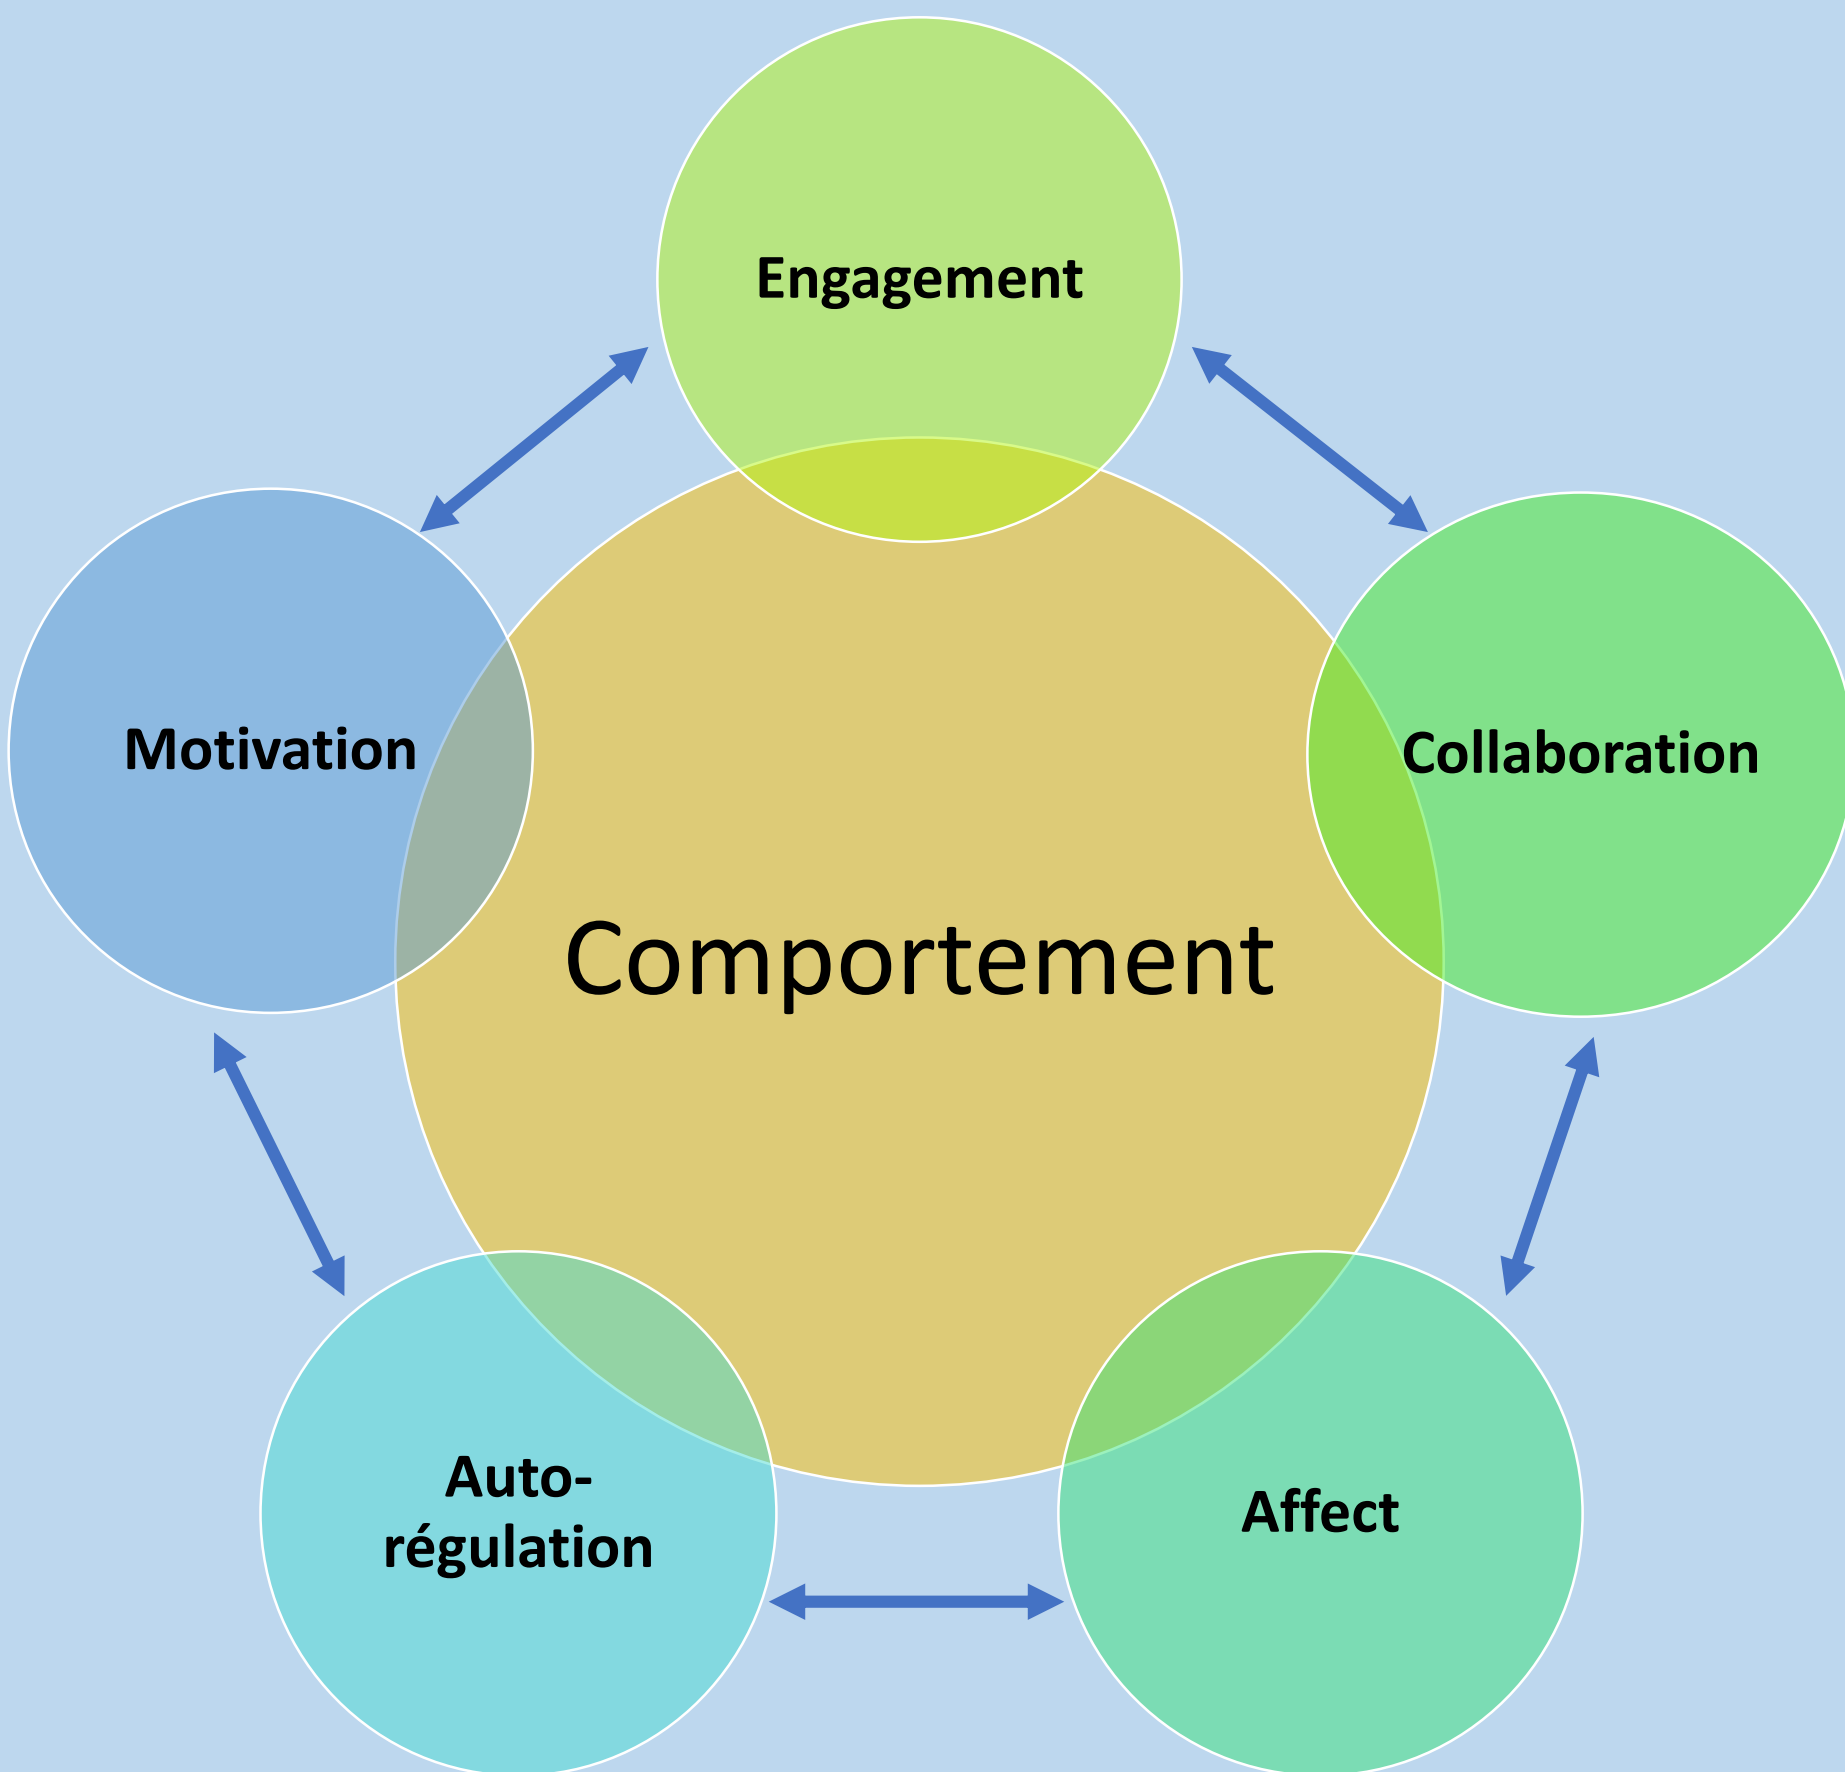 Engagement
Motivation
Collaboration
Comportement
Auto-
régulation
Affect